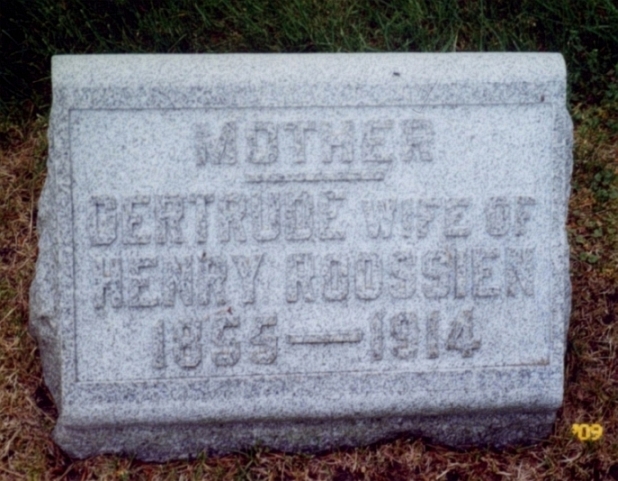 MOTHER
GERTRUDE WIFE OF
HENRY ROOSSIEN
1855—1914
'09